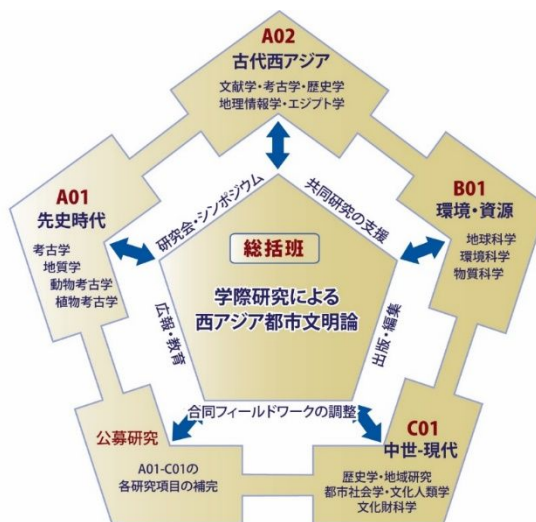 A02
古代西アジア
文献学・考古学・歴史学
地理情報学・エジプト学
A01
先史時代
考古学
地質学
動物考古学
植物考古学
研究会・シンポジウム
共同研究の支援
B01
環境・資源
地球科学
環境科学
物質科学
総括班
学際研究による
西アジア都市文明論
広報・教育
出版・編集
合同フィールドワークの調整
公募研究
A01-C01の
各研究項目の補完
C01
中世-現代
歴史学・地域研究
都市社会学・文化人類学
文化財科学